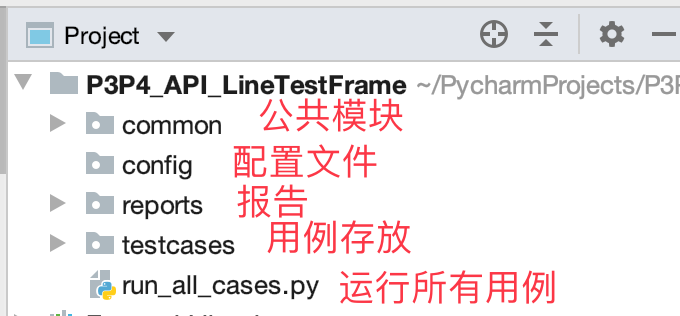 Project
P3P4_API_LineTestFrame ~/PycharmProjects/P3P
common 公共模块
config 配置文件
reports 报告
testcases 用例存放
run_all_cases.py 运行所有用例